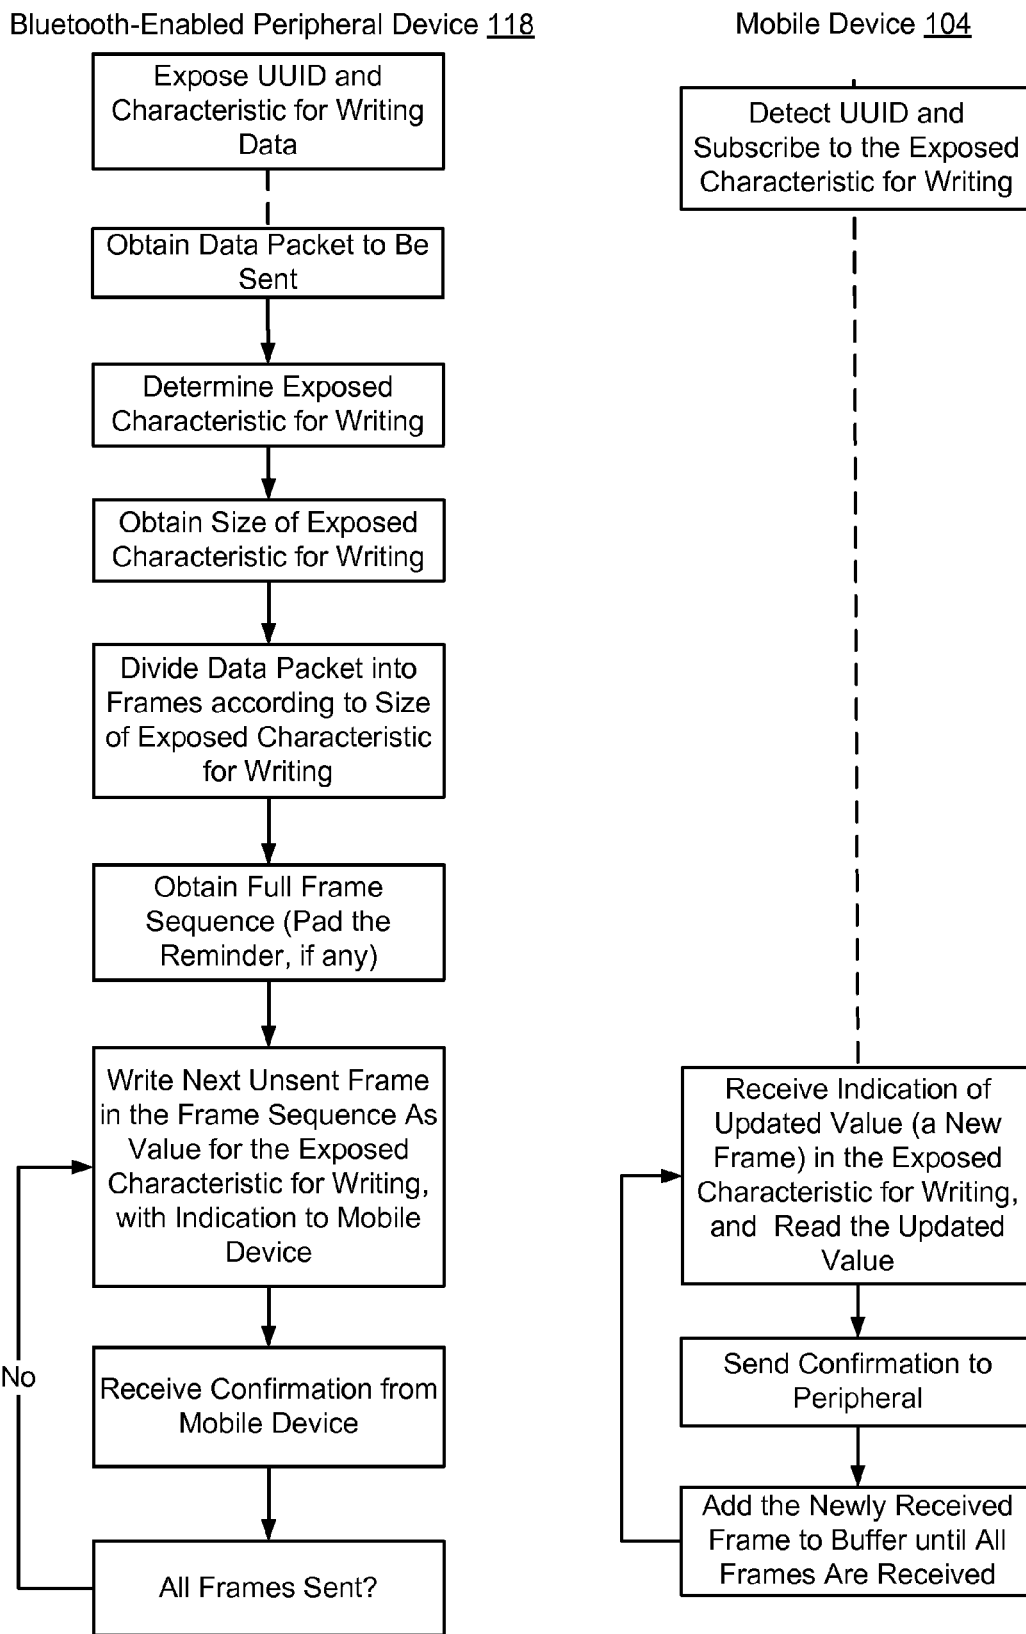 Bluetooth-Enabled Peripheral Device 118
Expose UUID and
Characteristic for Writing
Data
Obtain Data Packet to Be
Sent
Determine Exposed
Characteristic for Writing
Obtain Size of Exposed
Characteristic for Writing
Divide Data Packet into
Frames according to Size
of Exposed Characteristic
for Writing
Obtain Full Frame
Sequence (Pad the
Reminder, if any)
Write Next Unsent Frame
in the Frame Sequence As
Value for the Exposed
Characteristic for Writing,
with Indication to Mobile
Device
No
Receive Confirmation from
Mobile Device
All Frames Sent?
Mobile Device 104
Detect UUID and
Subscribe to the Exposed
Characteristic for Writing
Receive Indication of
Updated Value (a New
Frame) in the Exposed
Characteristic for Writing,
and Read the Updated
Value
Send Confirmation to
Peripheral
Add the Newly Received
Frame to Buffer until All
Frames Are Received